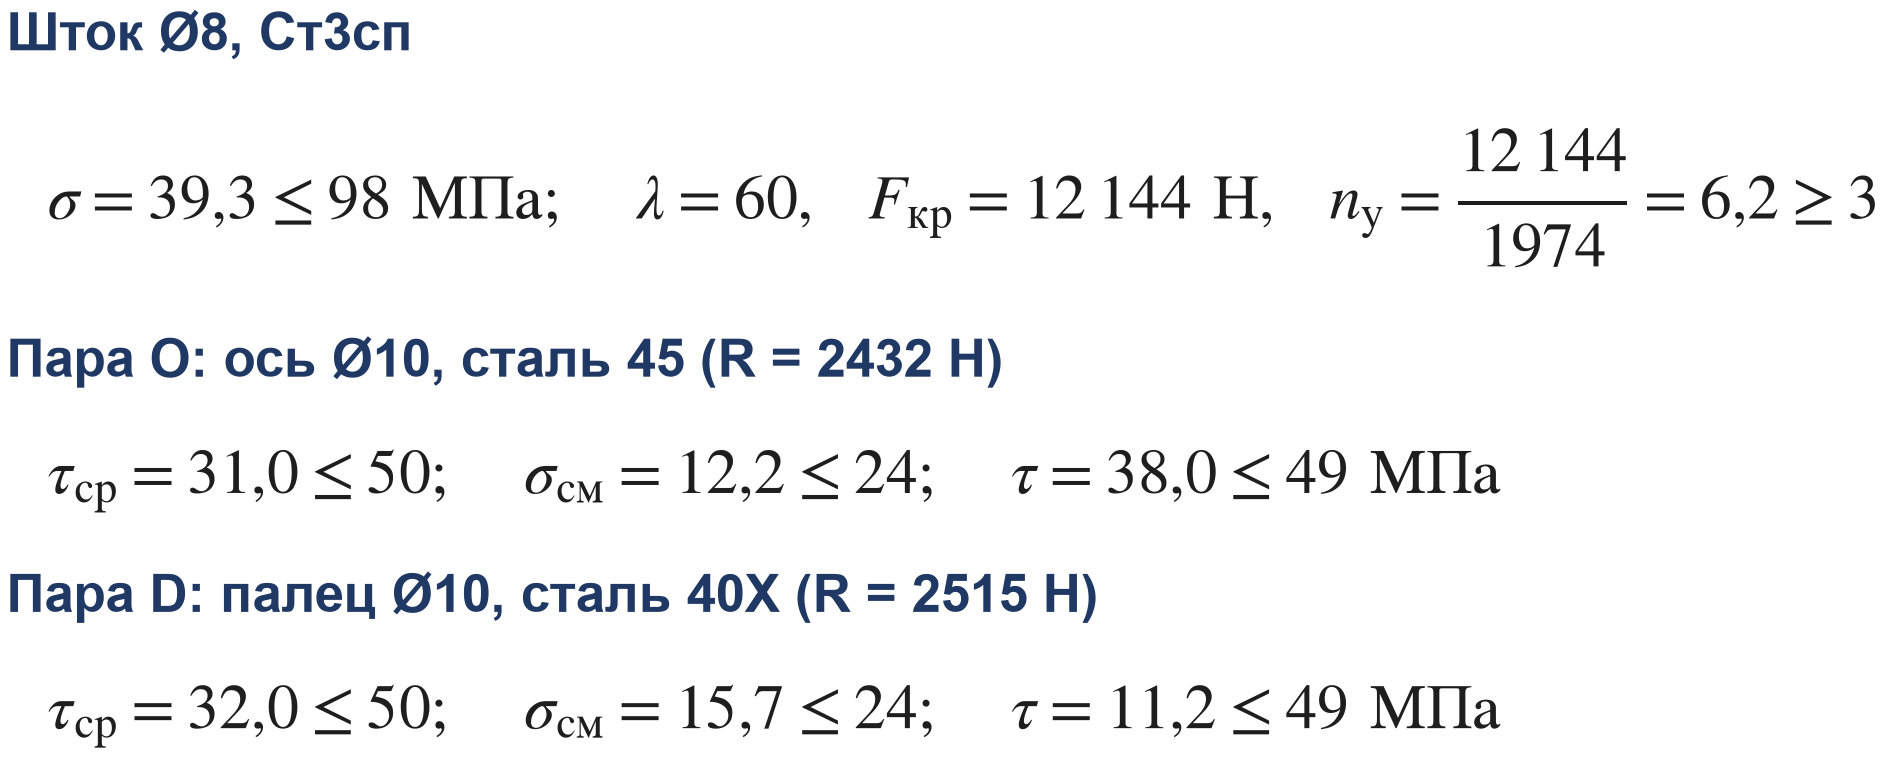 Шток Ø8, Ст3сп
σ = 39,3 ≤ 98 МПа; λ = 60, Fкр = 12 144 Н, nу = 12 144 / 1974 = 6,2 ≥ 3
Пара O: ось Ø10, сталь 45 (R = 2432 Н)
τср = 31,0 ≤ 50; σсм = 12,2 ≤ 24; τ = 38,0 ≤ 49 МПа
Пара D: палец Ø10, сталь 40Х (R = 2515 Н)
τср = 32,0 ≤ 50; σсм = 15,7 ≤ 24; τ = 11,2 ≤ 49 МПа